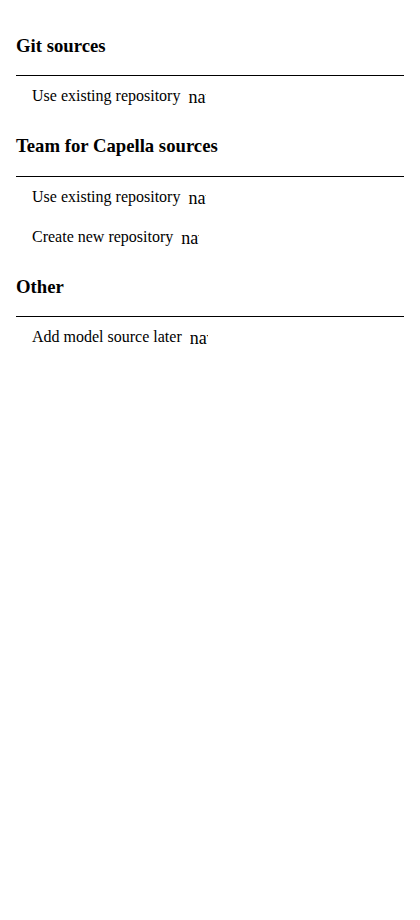 Git sources
Use existing repository na
Team for Capella sources
Use existing repository na
Create new repository na
Other
Add model source later na